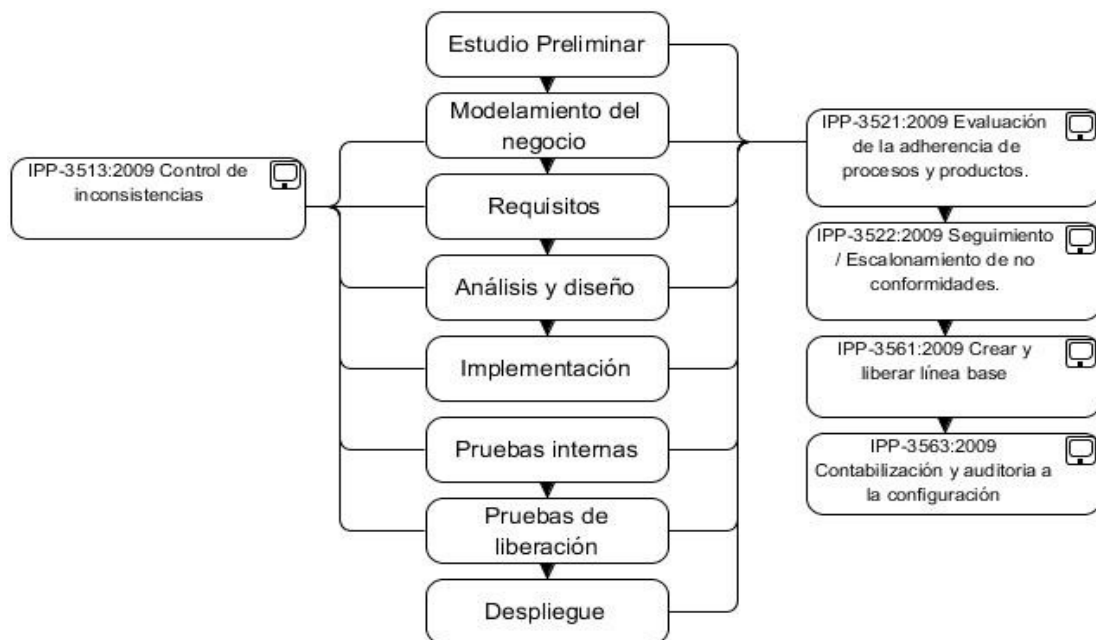 Estudio Preliminar
Modelamiento del
negocio
Requisitos
Análisis y diseño
Implementación
Pruebas internas
Pruebas de
liberación
Despliegue
IPP-3513:2009 Control de
inconsistencias
IPP-3521:2009 Evaluación
de la adherencia de
procesos y productos.
IPP-3522:2009 Seguimiento
/ Escalonamiento de no
conformidades.
IPP-3561:2009 Crear y
liberar línea base
IPP-3563:2009
Contabilización y auditoria a
la configuración